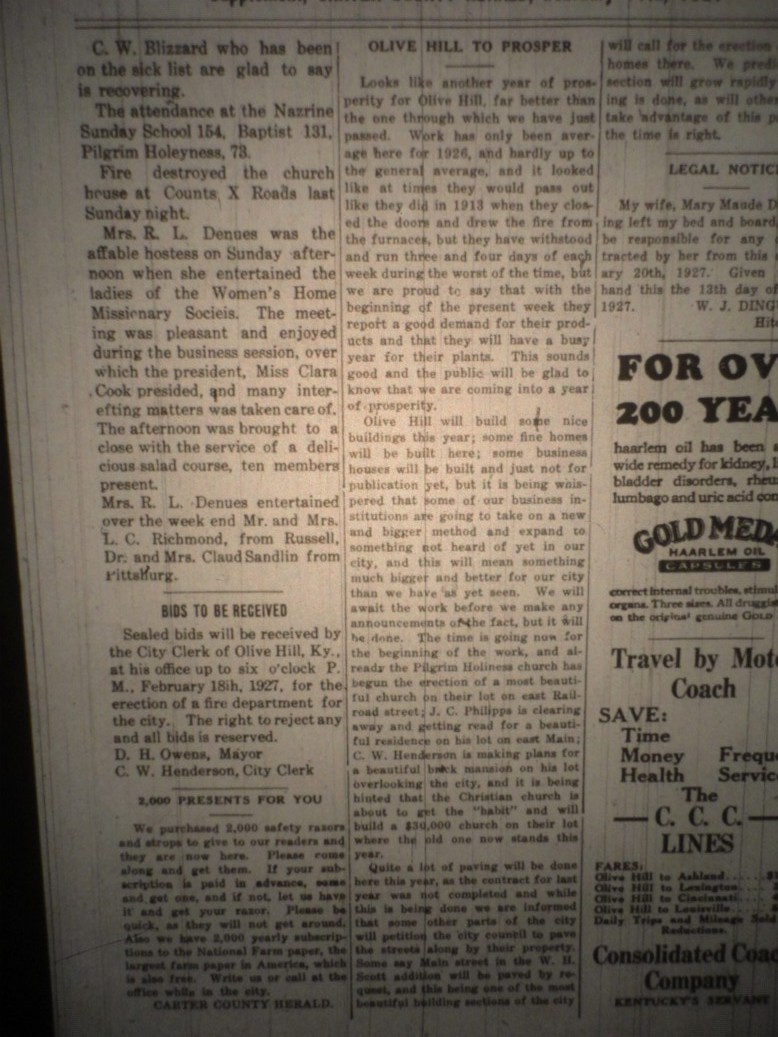 C. W. Blizzard who has been
on the sick list are glad to say
is recovering.
The attendance at the Nazrine
Sunday School 154, Baptist 131,
Pilgrim Holeyness, 73.
Fire destroyed the church
house at Counts X Roads last
Sunday night.
Mrs. R. L. Denues was the
affable hostess on Sunday after-
noon when she entertained the
ladies of the Women's Home
Missionary Socieis. The meet-
ing was pleasant and enjoyed
during the business session, over
which the president, Miss Clara
Cook presided, and many inter-
efting matters was taken care of.
The afternoon was brought to a
close with the service of a deli-
cious salad course, ten members
present.
Mrs. R. L. Denues entertained
over the week end Mr. and Mrs.
L. C. Richmond, from Russell,
Dr. and Mrs. Claud Sandlin from
Pittsburg.
BIDS TO BE RECEIVED
Sealed bids will be received by
the City Clerk of Olive Hill, Ky.,
at his office up to six o'clock P.
M., February 18ih, 1927, for the
erection of a fire department for
the city. The right to reject any
and all bids is reserved.
D. H. Owens, Mayor
C. W. Henderson, City Clerk
2,000 PRESENTS FOR YOU
We purchased 2,000 safety razors
and strops to give to our readers and
they are now here. Please come
along and get them. If your sub-
scription is paid in advance, come
and get one, and if not, let us have
it and get your razor. Please be
quick, as they will not get around.
Also we have 2,000 yearly subscrip-
tions to the National Farm paper, the
largest farm paper in America, which
is also free. Write us or call at the
office while in the city.
CARTER COUNTY HERALD.
OLIVE HILL TO PROSPER
Looks like another year of pros-
perity for Olive Hill, far better than
the one through which we have just
passed. Work has only been aver-
age here for 1926, and hardly up to
the general average, and it looked
like at times they would pass out
like they did in 1913 when they clos-
ed the doors and drew the fire from
the furnaces, but they have withstood
and run three and four days of each
week during the worst of the time, but
we are proud to say that with the
beginning of the present week they
report a good demand for their prod-
ucts and that they will have a busy
year for their plants. This sounds
good and the public will be glad to
know that we are coming into a year
of prosperity.
Olive Hill will build some nice
buildings this year; some fine homes
will be built here; some business
houses will be built and just not for
publication yet, but it is being whis-
pered that some of our business in-
stitutions are going to take on a new
and bigger method and expand to
something not heard of yet in our
city, and this will mean something
much bigger and better for our city
than we have as yet seen. We will
await the work before we make any
announcements of the fact, but it will
be done. The time is going now for
the beginning of the work, and al-
ready the Pilgrim Holiness church has
begun the erection of a most beauti-
ful church on their lot on east Rail-
road street; J. C. Philipps is clearing
away and getting read for a beauti-
ful residence on his lot on east Main;
C. W. Henderson is making plans for
a beautiful brick mansion on his lot
overlooking the city, and it is being
hinted that the Christian church is
about to get the "habit" and will
build a $30,000 church on their lot
where the old one now stands this
year.
Quite a lot of paving will be done
here this year, as the contract for last
year was not completed and while
this is being done we are informed
that some other parts of the city
will petition the city council to pave
the streets along by their property.
Some say Main street in the W. H.
Scott addition will be paved by re-
quest, and this being one of the most
beautiful building sections of the city
will call for the erection
homes there. We predi
section will grow rapidly
ing is done, as will othe
take advantage of this p
the time is right.
LEGAL NOTIC
My wife, Mary Maude D
ing left my bed and board,
be responsible for any
tracted by her from this
ary 20th, 1927. Given
hand this the 13th day of
1927. W. J. DING
Hit
FOR OV
200 YEA
haarlem oil has been a
wide remedy for kidney, l
bladder disorders, rheu
lumbago and uric acid con
GOLD MEDA
HAARLEM OIL
CAPSULES
correct internal troubles, stimul
organs. Three sizes. All druggis
on the original genuine GOLD
Travel by Mot
Coach
SAVE:
Time
Money Frequ
Health Servic
The
C. C. C.
LINES
FARES:
Olive Hill to Ashland
Olive Hill to Lexington
Olive Hill to Cincinnati
Olive Hill to Louisville
Daily Trips and Mileage Sold
Reductions.
Consolidated Coac
Company
KENTUCKY'S SERVANT